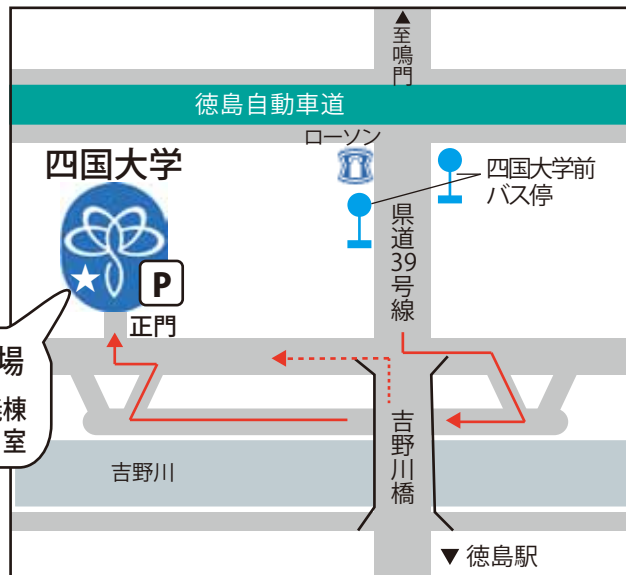 ▲至鳴門
徳島自動車道
ローソン
四国大学
四国大学前
バス停
県道39号線
P
正門
場
棟
室
吉野川
吉野川橋
▼ 徳島駅